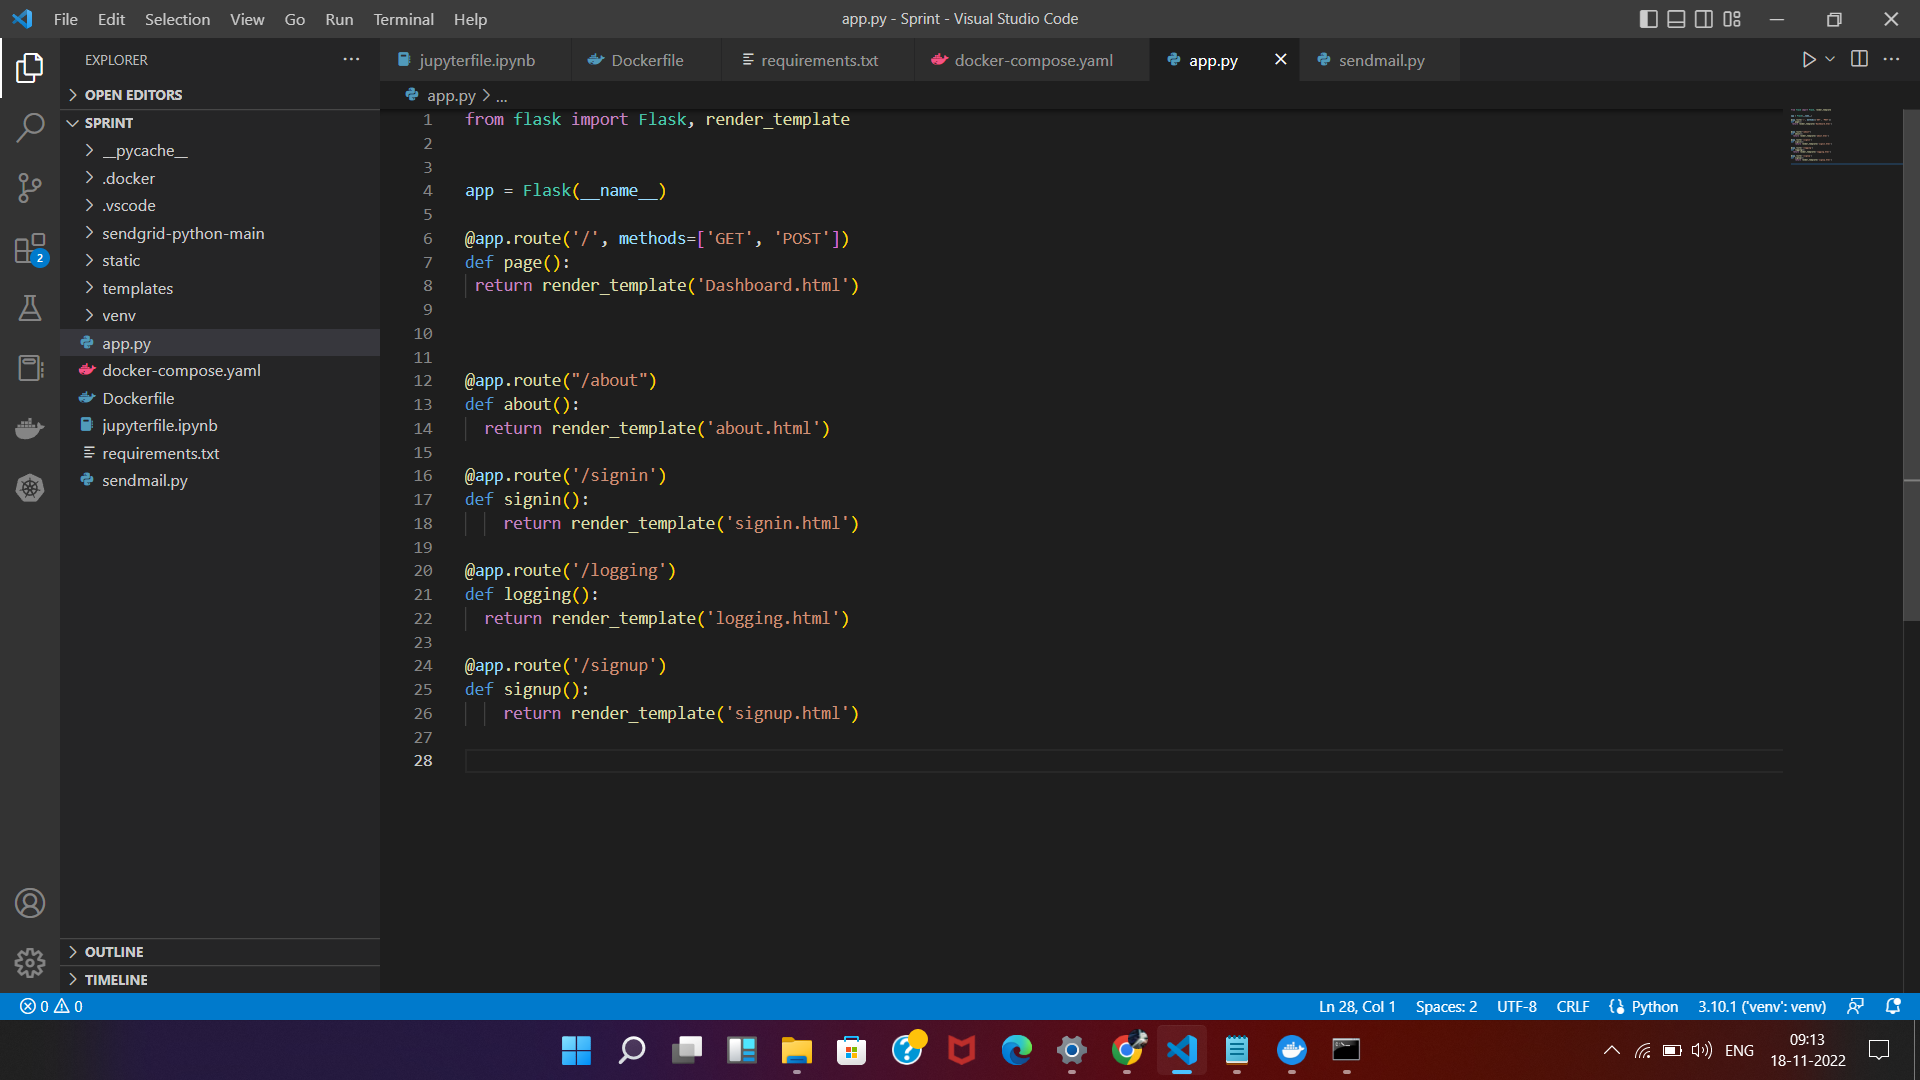 File Edit Selection View Go Run Terminal Help
app.py - Sprint - Visual Studio Code
EXPLORER
jupyterfile.ipynb
Dockerfile
requirements.txt
docker-compose.yaml
app.py
sendmail.py
app.py > ...
OPEN EDITORS
SPRINT
__pycache__
.docker
.vscode
sendgrid-python-main
static
templates
venv
app.py
docker-compose.yaml
Dockerfile
jupyterfile.ipynb
requirements.txt
sendmail.py
2
OUTLINE
TIMELINE
1 from flask import Flask, render_template
2
3
4 app = Flask(__name__)
5
6 @app.route('/', methods=['GET', 'POST'])
7 def page():
8 return render_template('Dashboard.html')
9
10
11
12 @app.route("/about")
13 def about():
14 return render_template('about.html')
15
16 @app.route('/signin')
17 def signin():
18 return render_template('signin.html')
19
20 @app.route('/logging')
21 def logging():
22 return render_template('logging.html')
23
24 @app.route('/signup')
25 def signup():
26 return render_template('signup.html')
27
28
0 0
Ln 28, Col 1 Spaces: 2 UTF-8 CRLF Python 3.10.1 ('venv': venv)
ENG
09:13
18-11-2022